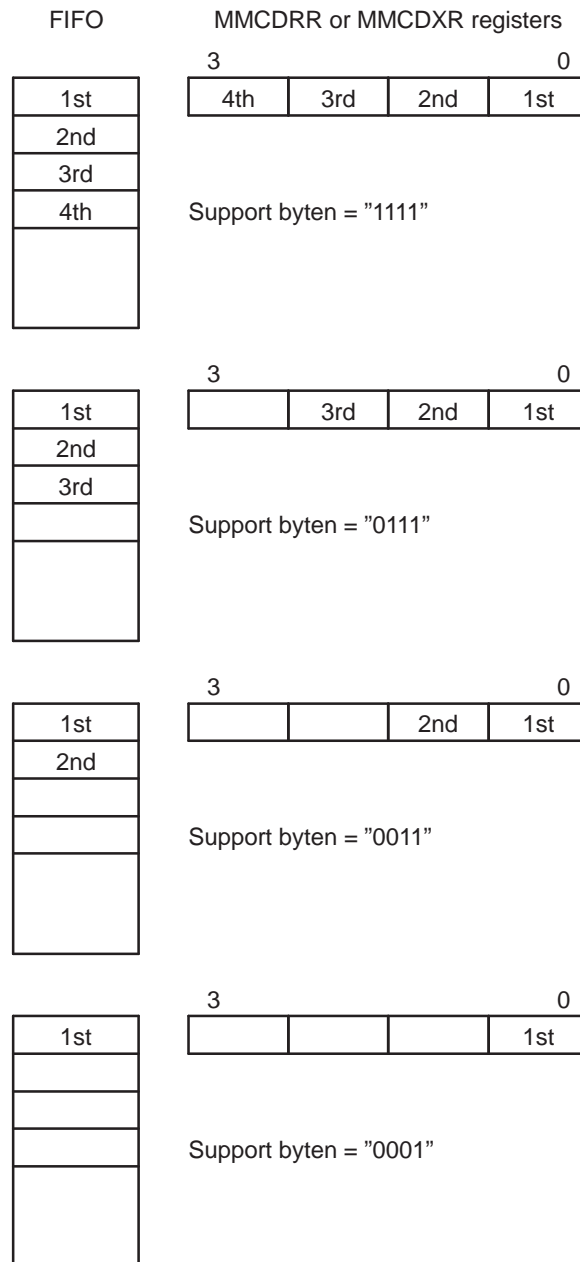 FIFO MMCDRR or MMCDXR registers
3 0
1st 4th 3rd 2nd 1st
2nd
3rd
4th Support byten = ”1111”
3 0
1st 3rd 2nd 1st
2nd
3rd
Support byten = ”0111”
3 0
1st 2nd 1st
2nd
Support byten = ”0011”
3 0
1st 1st
Support byten = ”0001”